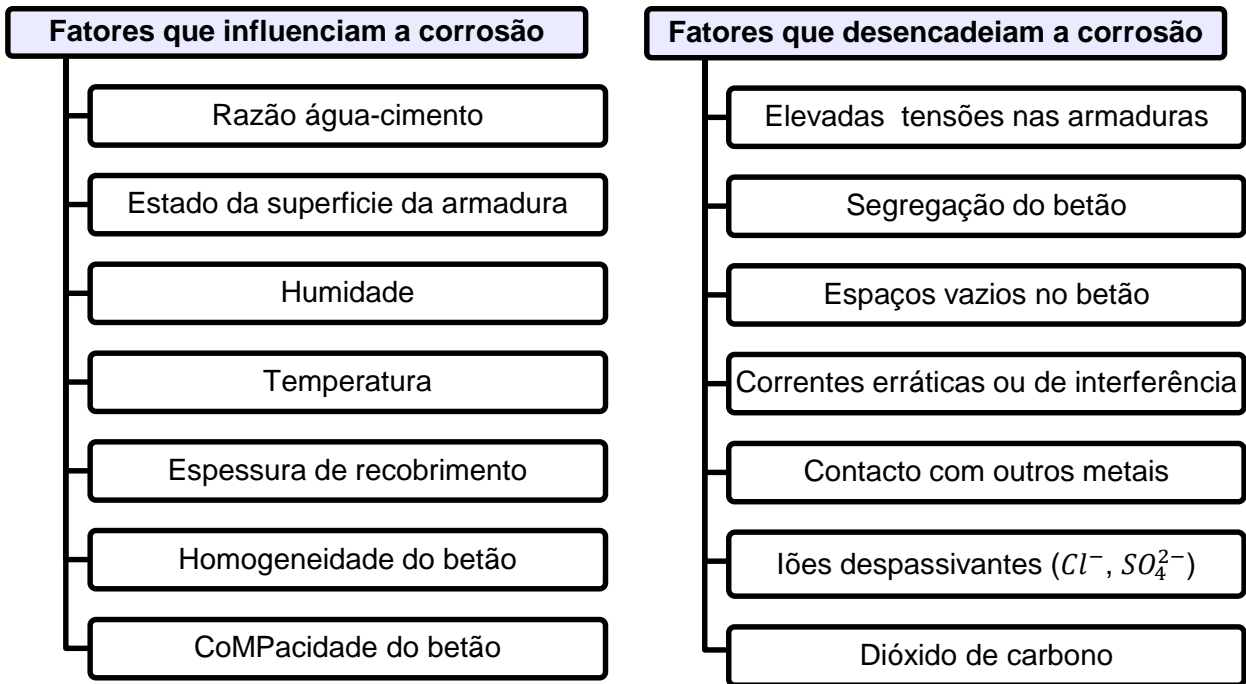 Fatores que influenciam a corrosão
Razão água-cimento
Estado da superficie da armadura
Humidade
Temperatura
Espessura de recobrimento
Homogeneidade do betão
CoMPacidade do betão
Fatores que desencadeiam a corrosão
Elevadas tensões nas armaduras
Segregação do betão
Espaços vazios no betão
Correntes erráticas ou de interferência
Contacto com outros metais
Iões despassivantes (Cl⁻, SO₄²⁻)
Dióxido de carbono